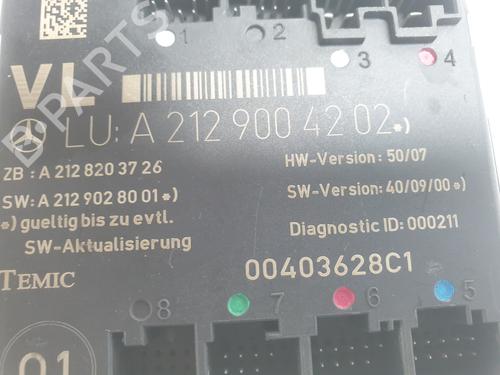 1 2 3 4
VL
LU: A 212 900 42 02 *)
ZB : A 212 820 37 26
HW-Version: 50/07
SW: A 212 902 80 01 *)
SW-Version: 40/09/00 *)
*) gueltig bis zu evtl.
SW-Aktualisierung
Diagnostic ID: 000211
TEMIC
00403628C1
8 7 6 5
01
B-PARTS